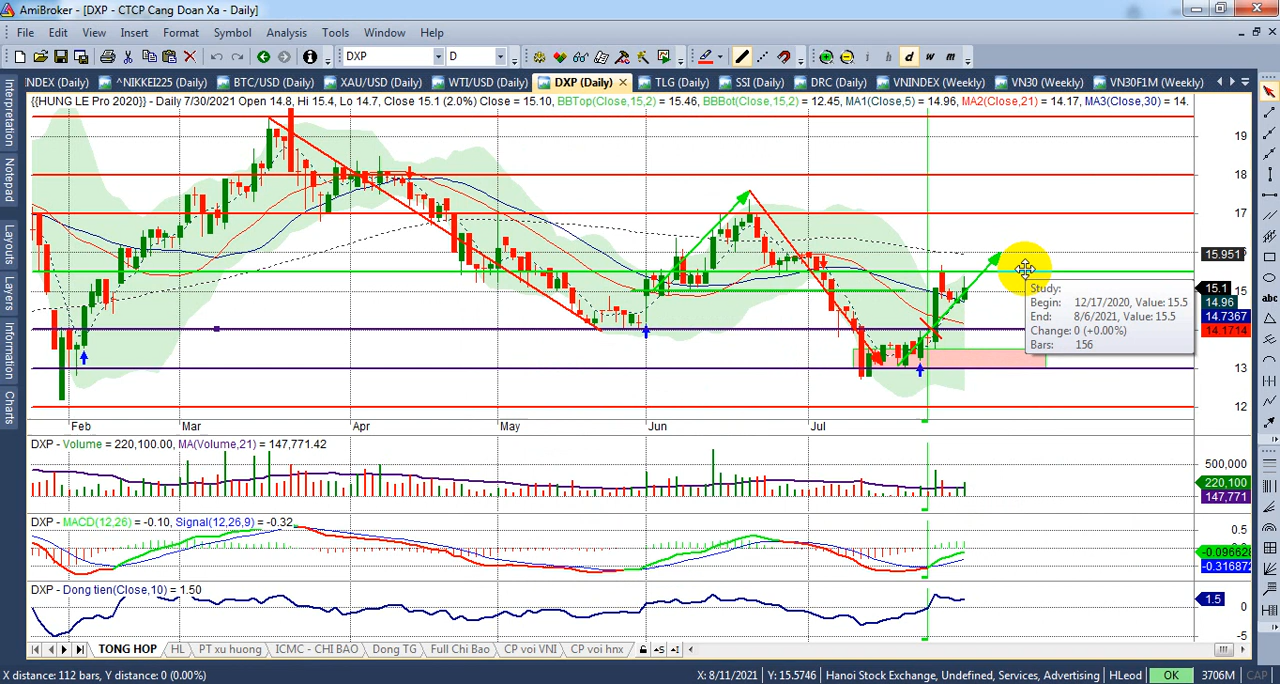 AmiBroker - [DXP - CTCP Cang Doan Xa - Daily]
File Edit View Insert Format Symbol Analysis Tools Window Help
DXP D i h d w m
INDEX (Daily) ^NIKKEI225 (Daily) BTC/USD (Daily) XAU/USD (Daily) WTI/USD (Daily) DXP (Daily) TLG (Daily) SSI (Daily) DRC (Daily) VNINDEX (Weekly) VN30 (Weekly) VN30F1M (Weekly)
{{HUNG LE Pro 2020}} - Daily 7/30/2021 Open 14.8, Hi 15.4, Lo 14.7, Close 15.1 (2.0%) Close = 15.10, BBTop(Close,15,2) = 15.46, BBBot(Close,15,2) = 12.45, MA1(Close,5) = 14.96, MA2(Close,21) = 14.17, MA3(Close,30) = 14.
Interpretation
Notepad
Layouts
Layers
Information
Charts
abc
19
18
17
15.951
15
15.1
14.96
14.7367
14.1714
13
12
Study:
Begin: 12/17/2020, Value: 15.5
End: 8/6/2021, Value: 15.5
Change: 0 (+0.00%)
Bars: 156
Feb Mar Apr May Jun Jul
DXP - Volume = 220,100.00, MA(Volume,21) = 147,771.42
500,000
220,100
147,771
DXP - MACD(12,26) = -0.10, Signal(12,26,9) = -0.32
0.5
-0.096628
-0.316872
DXP - Dong tien(Close,10) = 1.50
1.5
0
-5
TONG HOP HL PT xu huong ICMC - CHI BAO Dong TG Full Chi Bao CP voi VNI CP voi hnx
X distance: 112 bars, Y distance: 0 (0.00%) X: 8/11/2021 Y: 15.5746 Hanoi Stock Exchange, Undefined, Services, Advertising HLeod OK 3706M CAP